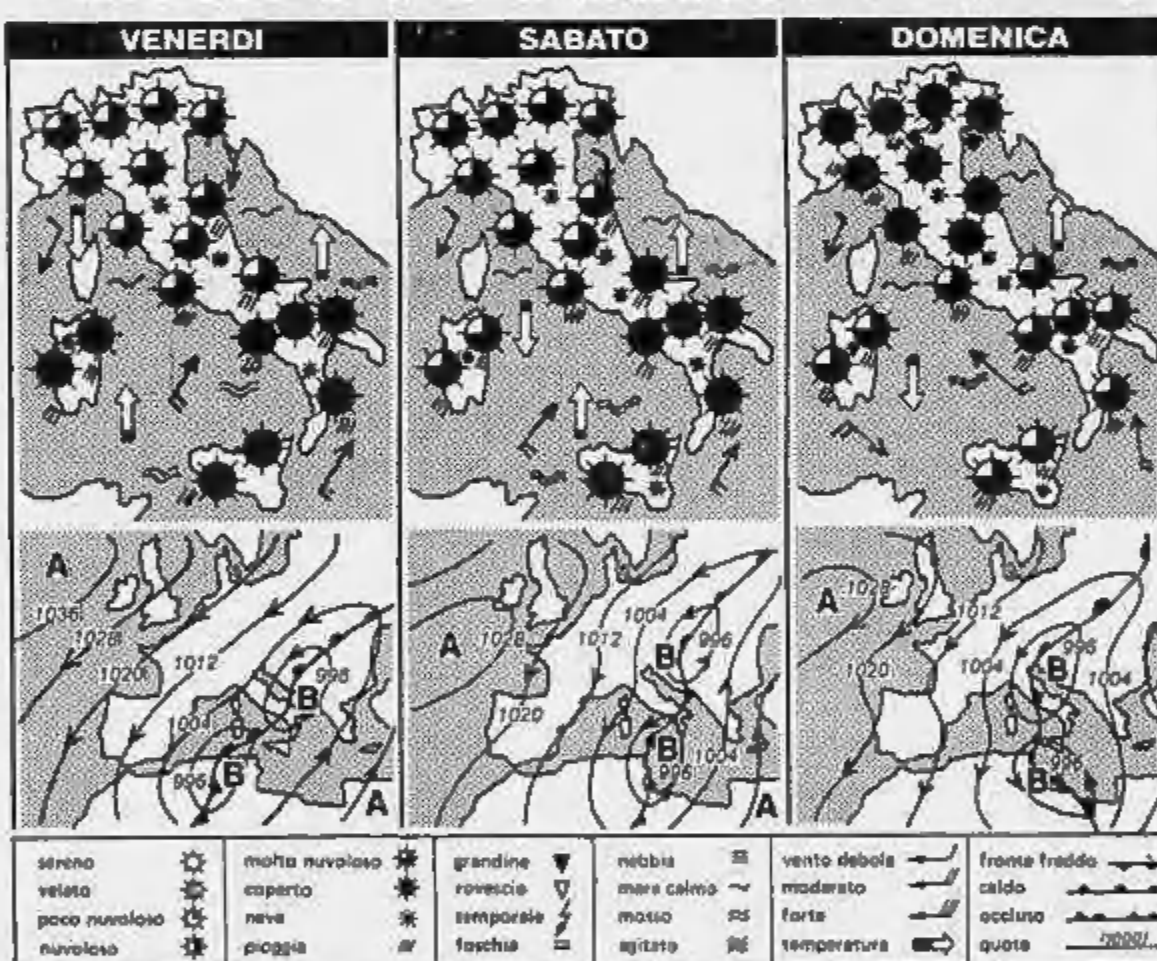 VENERDI
SABATO
DOMENICA
A
1036
1028
1020
1012
1004
996
996
B
B
A
A
1028
1020
1012
1004
996
B
B
996
1004
A
A
1028
1020
1012
1004
996
B
1004
B
996
sereno
velato
poco nuvoloso
nuvoloso
molto nuvoloso
coperto
neve
pioggia
grandine
rovescio
temporale
foschia
nebbia
mare calmo
mosso
agitato
vento debole
moderato
forte
temperatura
fronte freddo
caldo
occluso
quota